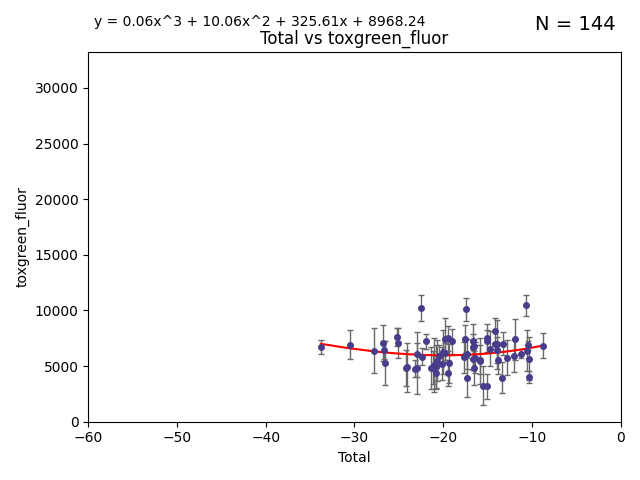 y = 0.06x^3 + 10.06x^2 + 325.61x + 8968.24
N = 144
Total vs toxgreen_fluor
30000
25000
20000
15000
10000
5000
0
toxgreen_fluor
−60 −50 −40 −30 −20 −10 0
Total